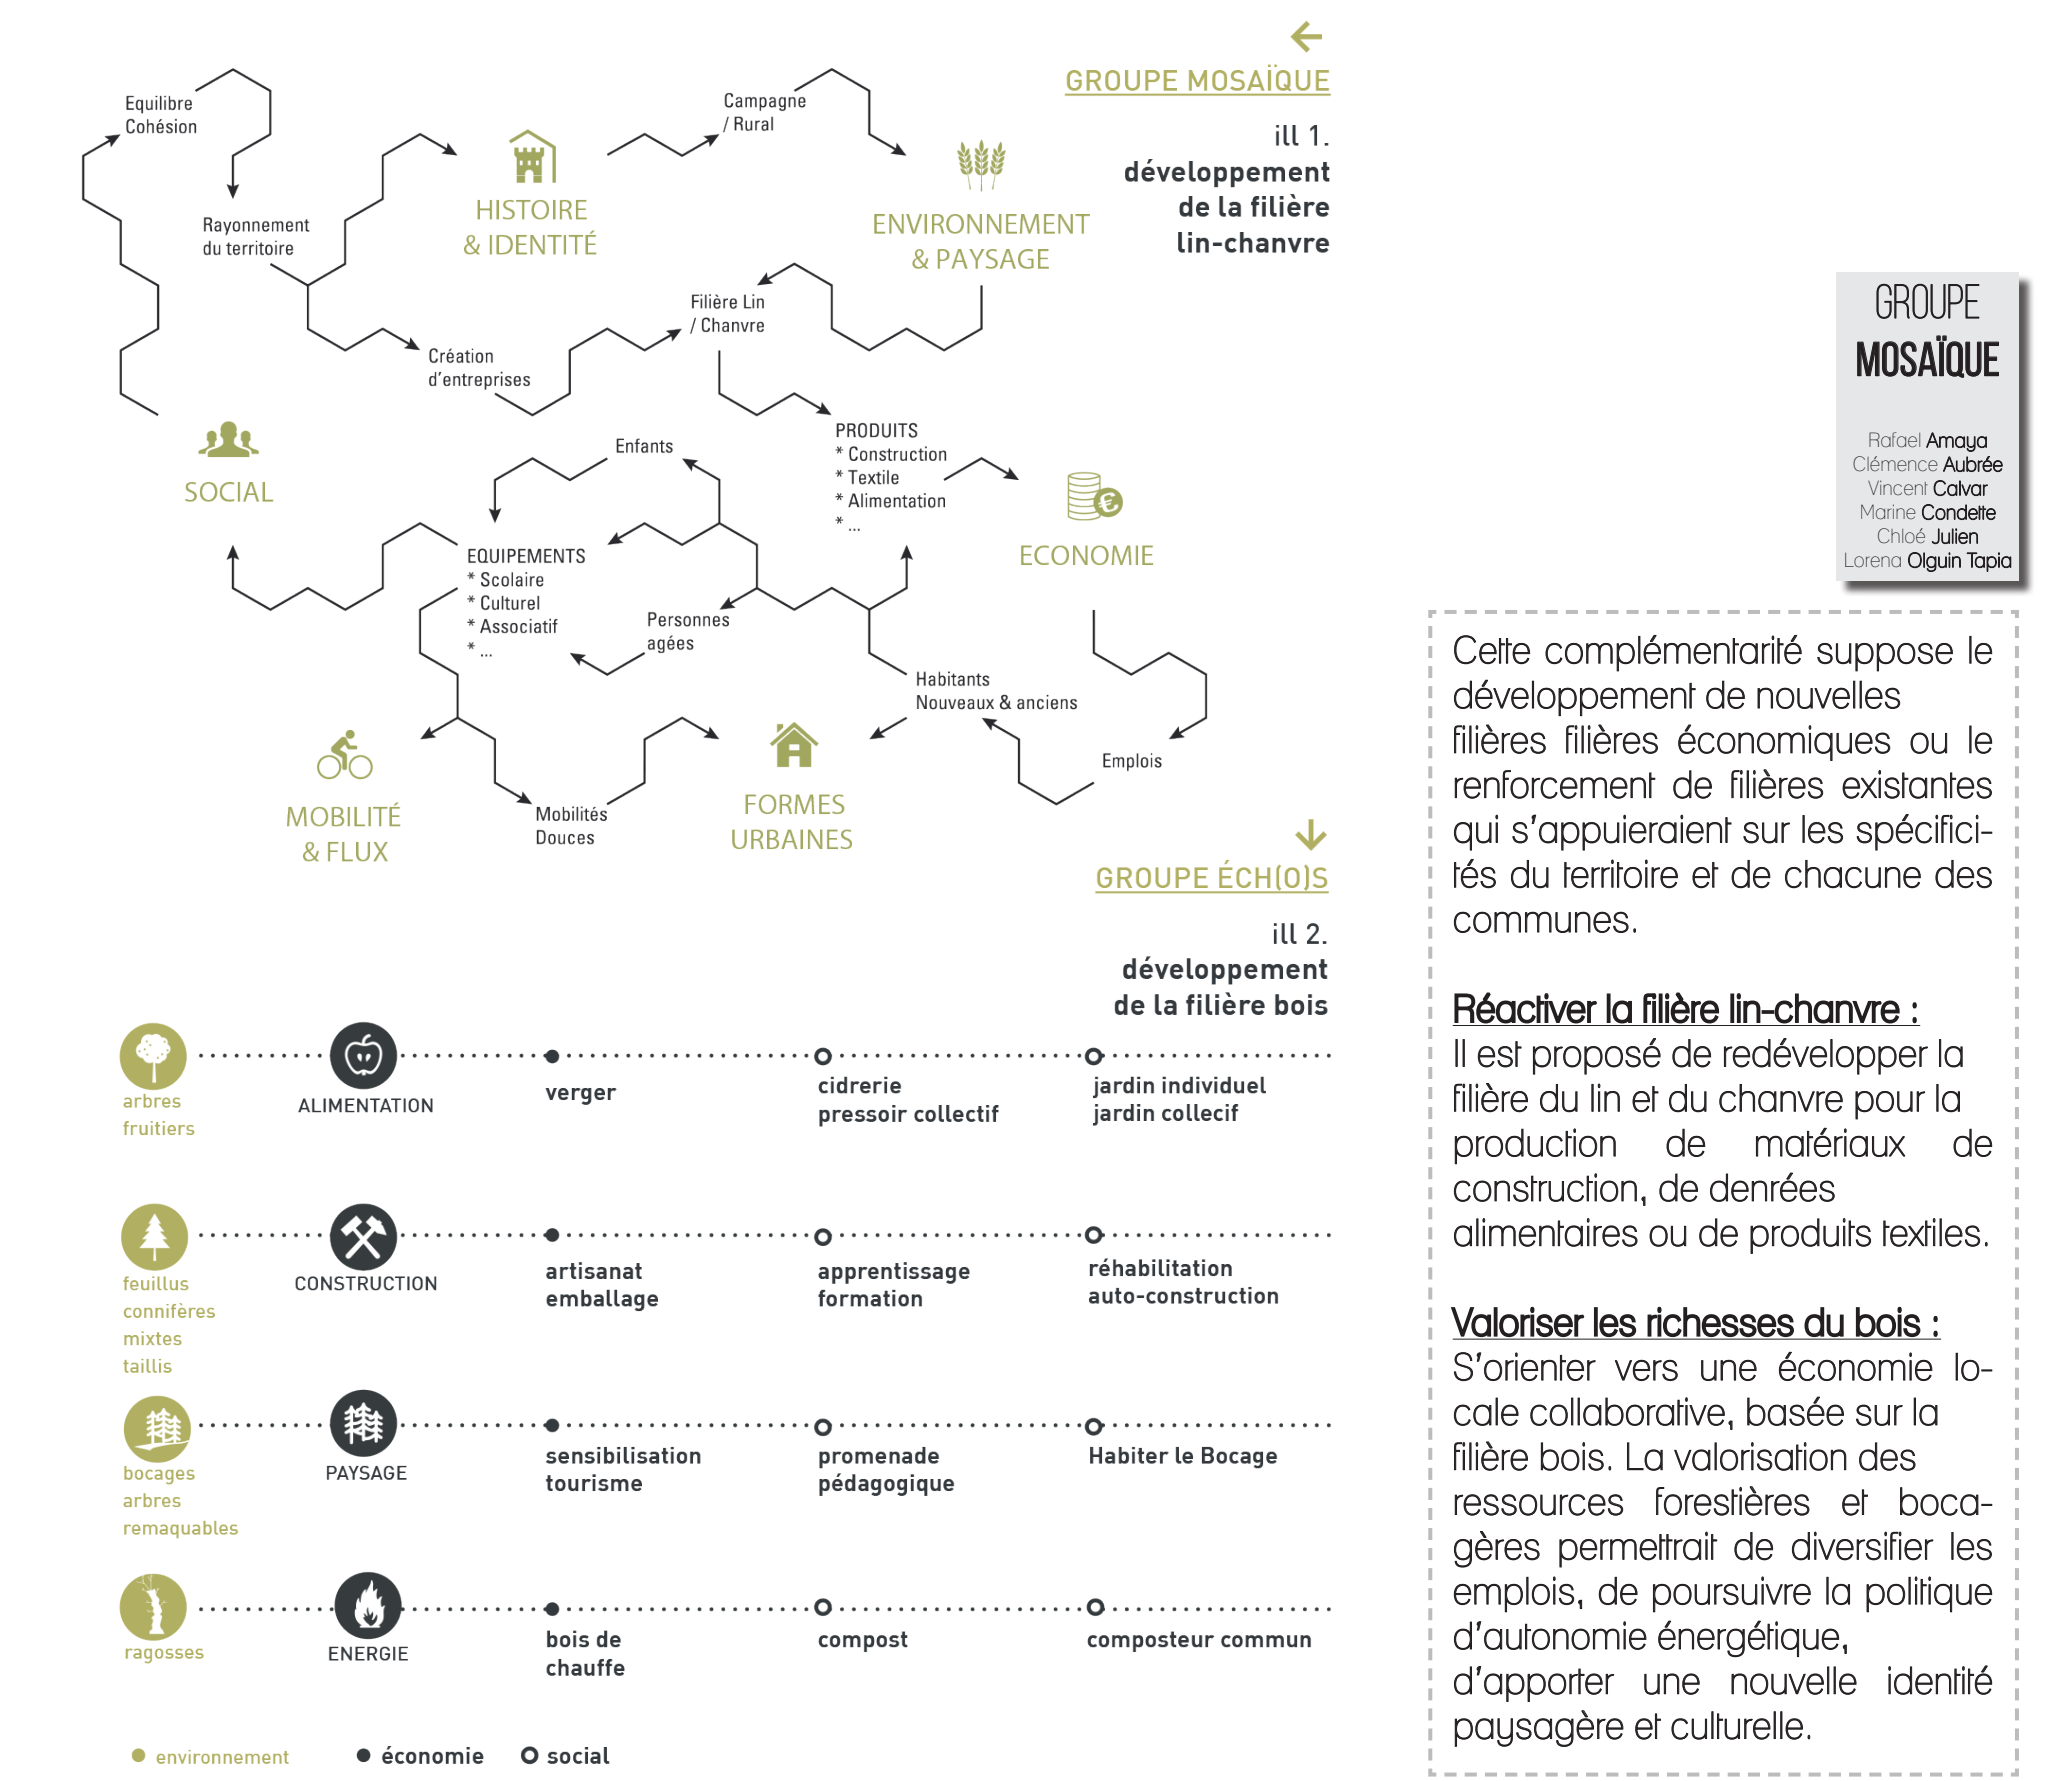 GROUPE MOSAÏQUE
ill 1.
développement
de la filière
lin-chanvre
Equilibre
Cohésion
Campagne
/ Rural
HISTOIRE
& IDENTITÉ
ENVIRONNEMENT
& PAYSAGE
Rayonnement
du territoire
Filière Lin
/ Chanvre
Création
d'entreprises
SOCIAL
Enfants
PRODUITS
* Construction
* Textile
* Alimentation
* ...
ECONOMIE
EQUIPEMENTS
* Scolaire
* Culturel
* Associatif
* ...
Personnes
agées
Habitants
Nouveaux & anciens
Emplois
MOBILITÉ
& FLUX
Mobilités
Douces
FORMES
URBAINES
GROUPE ÉCH(O)S
ill 2.
développement
de la filière bois
arbres
fruitiers
ALIMENTATION
verger
cidrerie
pressoir collectif
jardin individuel
jardin collecif
feuillus
connifères
mixtes
taillis
CONSTRUCTION
artisanat
emballage
apprentissage
formation
réhabilitation
auto-construction
bocages
arbres
remaquables
PAYSAGE
sensibilisation
tourisme
promenade
pédagogique
Habiter le Bocage
ragosses
ENERGIE
bois de
chauffe
compost
composteur commun
environnement
économie
social
GROUPE
MOSAÏQUE
Rafael Amaya
Clémence Aubrée
Vincent Calvar
Marine Condette
Chloé Julien
Lorena Olguin Tapia
Cette complémentarité suppose le
développement de nouvelles
filières filières économiques ou le
renforcement de filières existantes
qui s'appuieraient sur les spécifici-
tés du territoire et de chacune des
communes.
Réactiver la filière lin-chanvre :
Il est proposé de redévelopper la
filière du lin et du chanvre pour la
production de matériaux de
construction, de denrées
alimentaires ou de produits textiles.
Valoriser les richesses du bois :
S'orienter vers une économie lo-
cale collaborative, basée sur la
filière bois. La valorisation des
ressources forestières et boca-
gères permettrait de diversifier les
emplois, de poursuivre la politique
d'autonomie énergétique,
d'apporter une nouvelle identité
paysagère et culturelle.